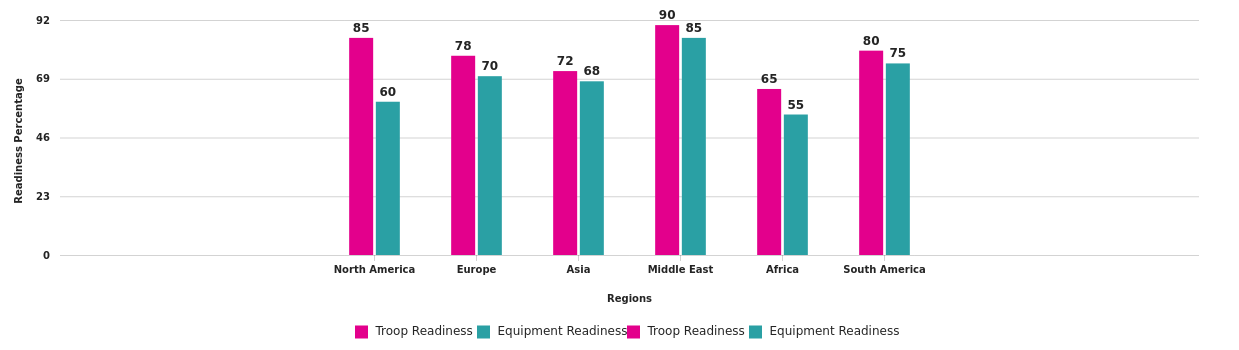 92
69
46
23
0
Readiness Percentage
85
60
78
70
72
68
90
85
65
55
80
75
North America
Europe
Asia
Middle East
Africa
South America
Regions
Troop Readiness Equipment Readiness Troop Readiness Equipment Readiness